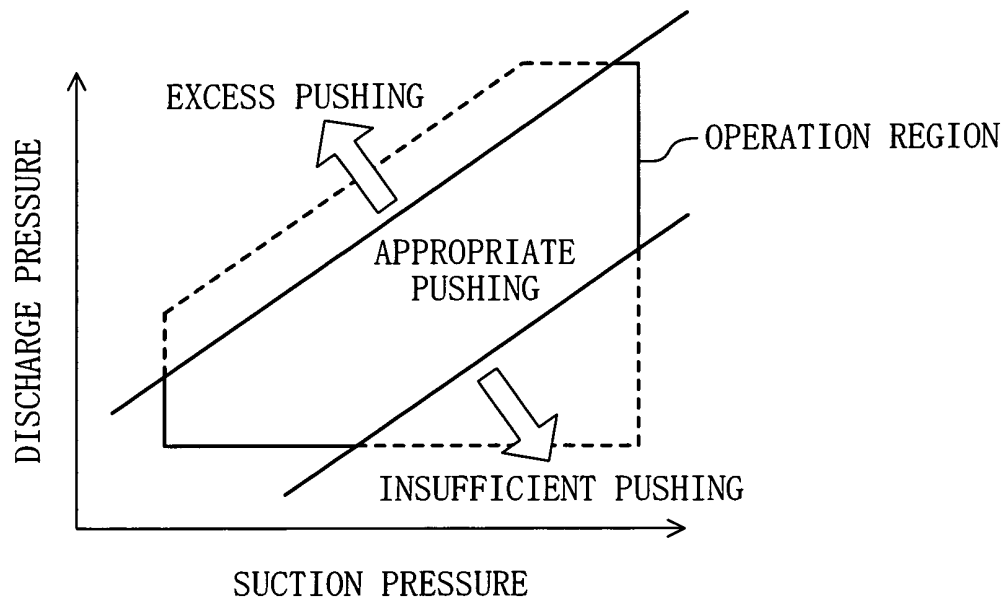 EXCESS PUSHING
OPERATION REGION
APPROPRIATE
PUSHING
INSUFFICIENT PUSHING
DISCHARGE PRESSURE
SUCTION PRESSURE